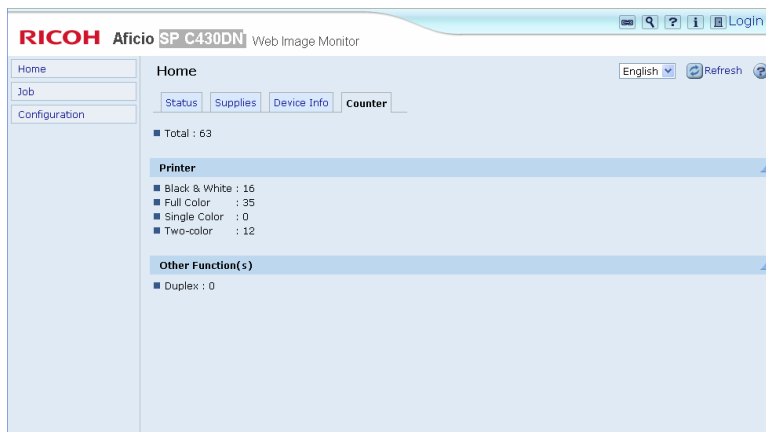 Login
RICOH Aficio SP C430DN Web Image Monitor
Home
Job
Configuration
Home
English
Refresh
Status Supplies Device Info Counter
Total : 63
Printer
Black & White : 16
Full Color : 35
Single Color : 0
Two-color : 12
Other Function(s)
Duplex : 0